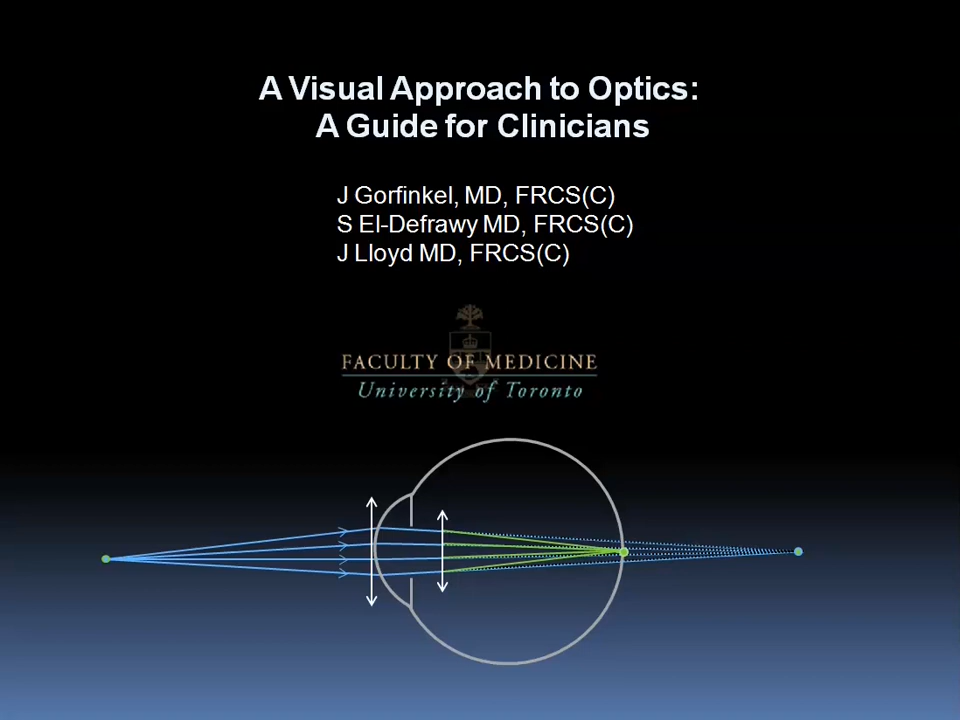 A Visual Approach to Optics:
A Guide for Clinicians
J Gorfinkel, MD, FRCS(C)
S El-Defrawy MD, FRCS(C)
J Lloyd MD, FRCS(C)
FACULTY OF MEDICINE
University of Toronto